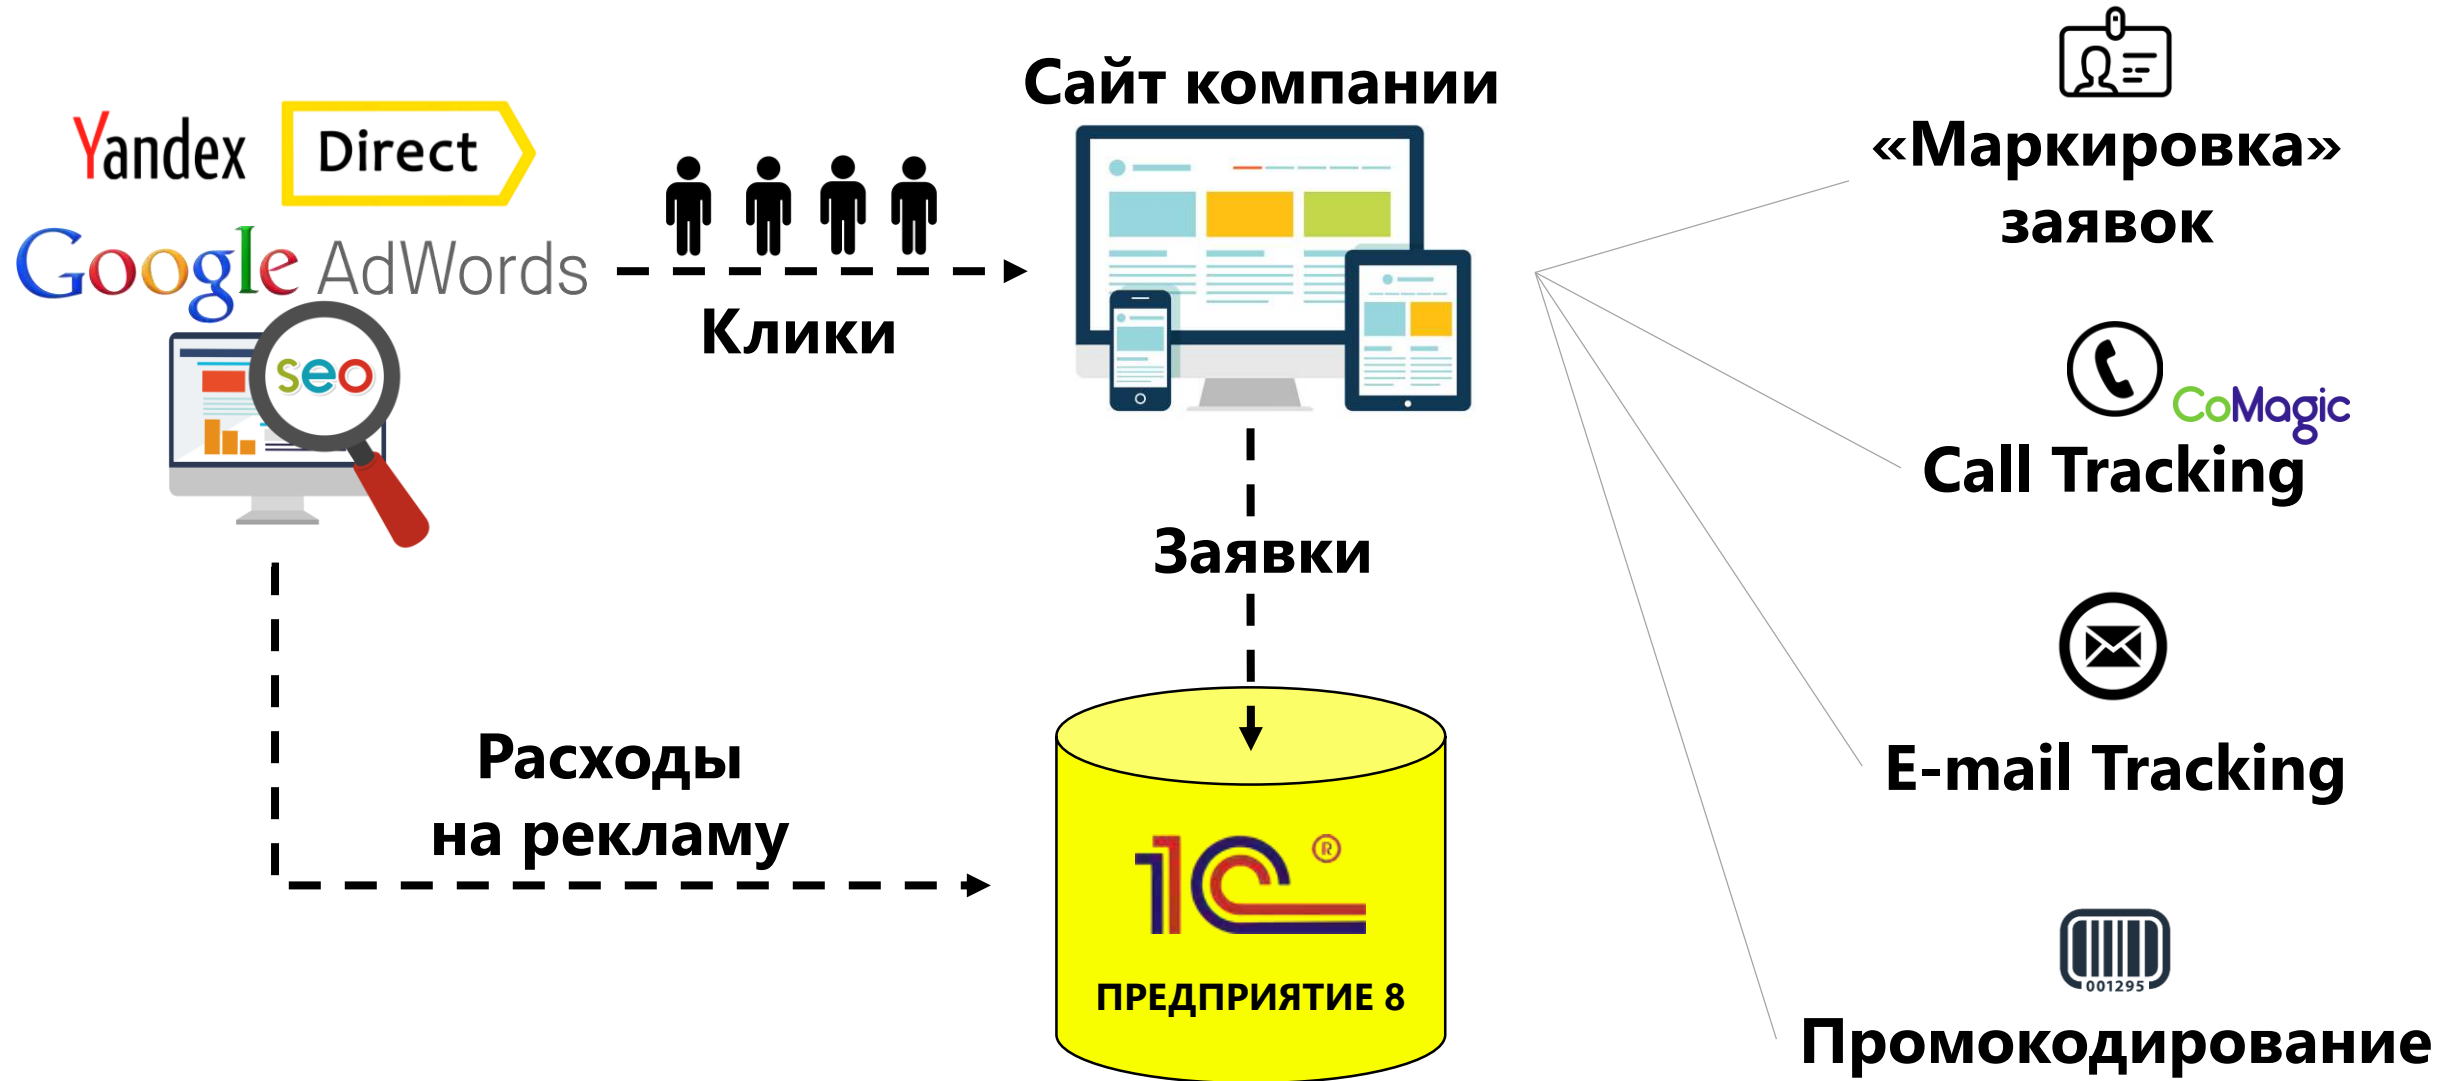 Yandex Direct
Google AdWords
seo
Клики
Сайт компании
Заявки
Расходы
на рекламу
1С®
ПРЕДПРИЯТИЕ 8
«Маркировка»
заявок
CoMagic
Call Tracking
E-mail Tracking
001295
Промокодирование